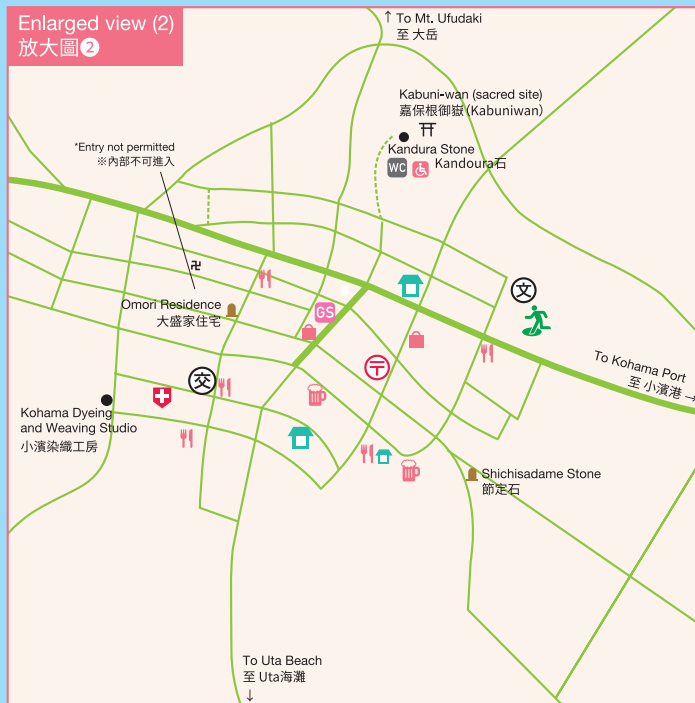 Enlarged view (2)
放大圖❷
↑ To Mt. Ufudaki
至 大岳
Kabuni-wan (sacred site)
嘉保根御嶽（Kabuniwan）
Kandura Stone
WC
Kandoura石
*Entry not permitted
※內部不可進入
卍
Omori Residence
大盛家住宅
GS
文
To Kohama Port
至 小濱港 →
〒
交
Kohama Dyeing
and Weaving Studio
小濱染織工房
Shichisadame Stone
節定石
To Uta Beach
至 Uta海灘
↓